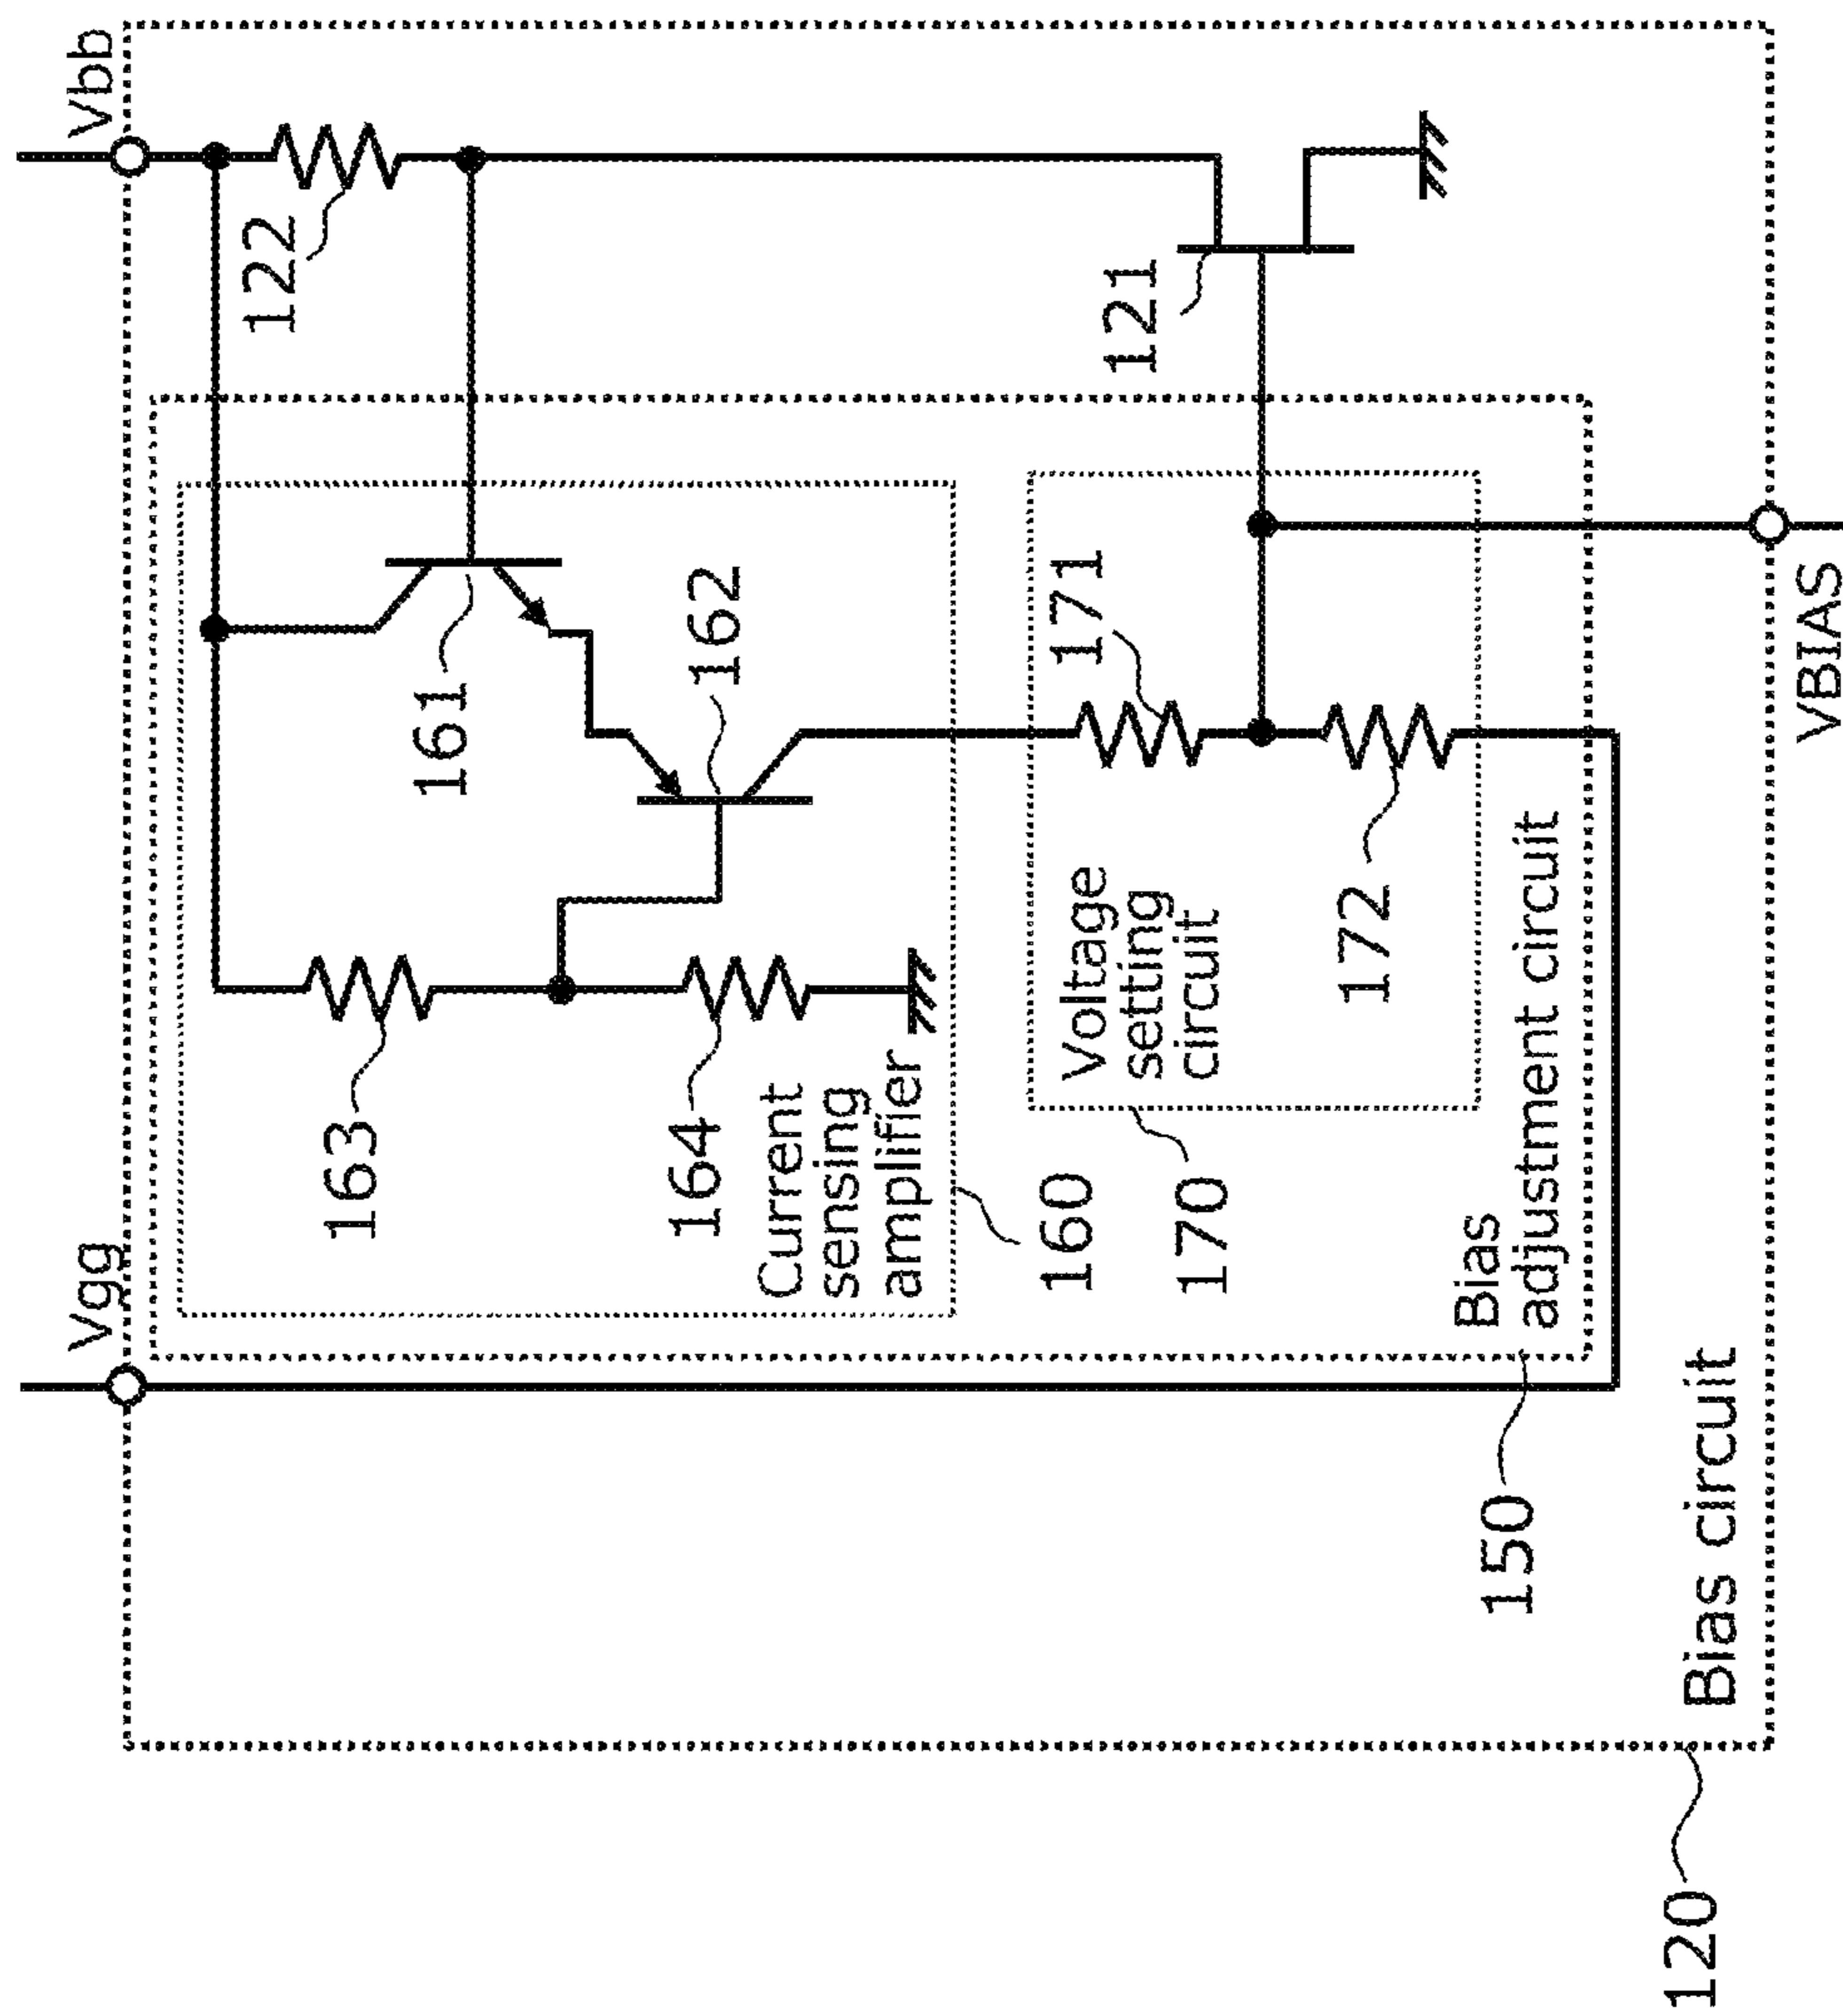 Vgg
Vbb
122
163
161
164
162
Current
sensing
amplifier
160
171
121
Voltage
setting
circuit
170
172
Bias
adjustment circuit
150
Bias circuit
120
VBIAS